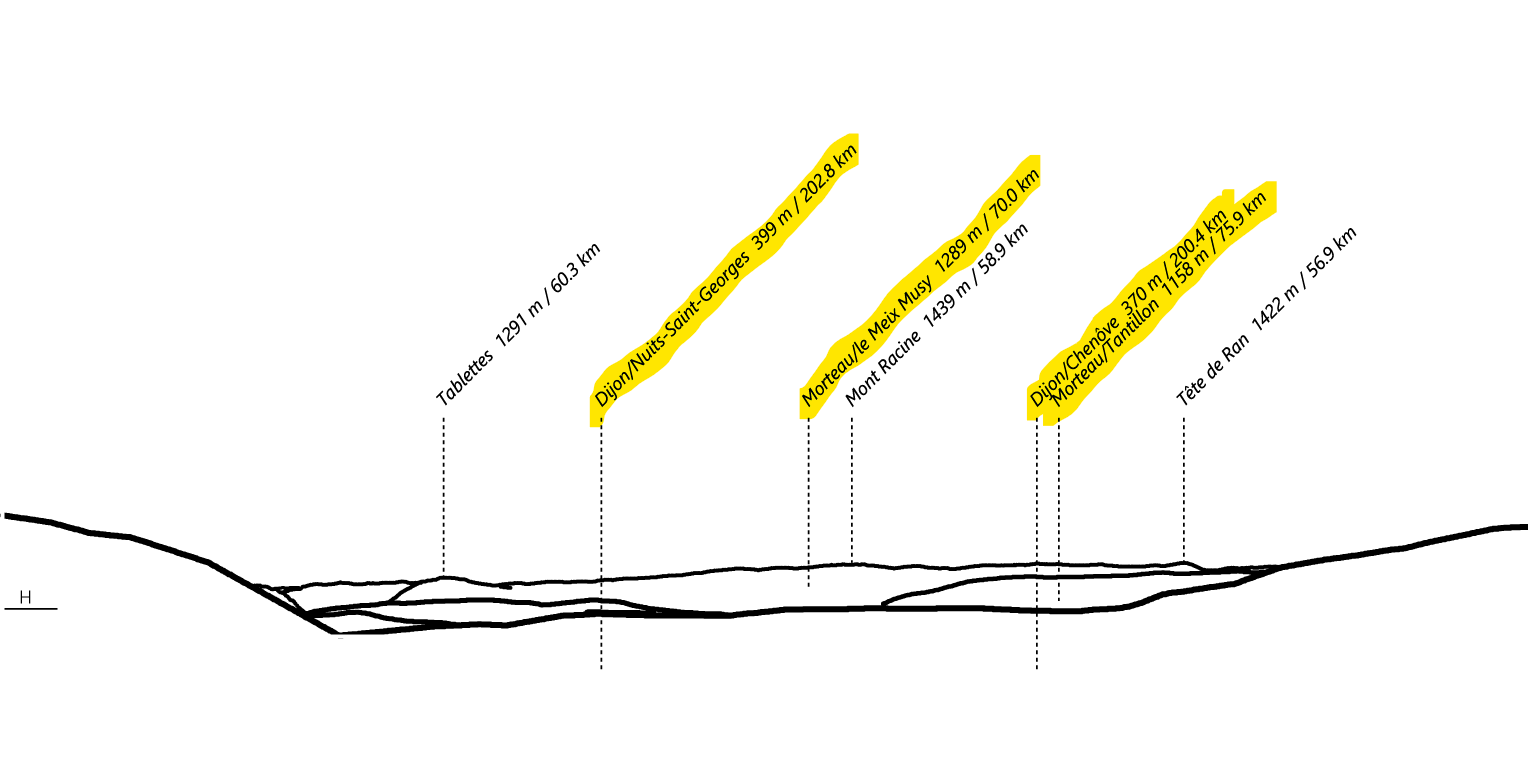 Tablettes 1291 m / 60.3 km
Dijon/Nuits-Saint-Georges 399 m / 202.8 km
Morteau/le Meix Musy 1289 m / 70.0 km
Mont Racine 1439 m / 58.9 km
Dijon/Chenôve 370 m / 200.4 km
Morteau/Tantillon 1158 m / 75.9 km
Tête de Ran 1422 m / 56.9 km
H